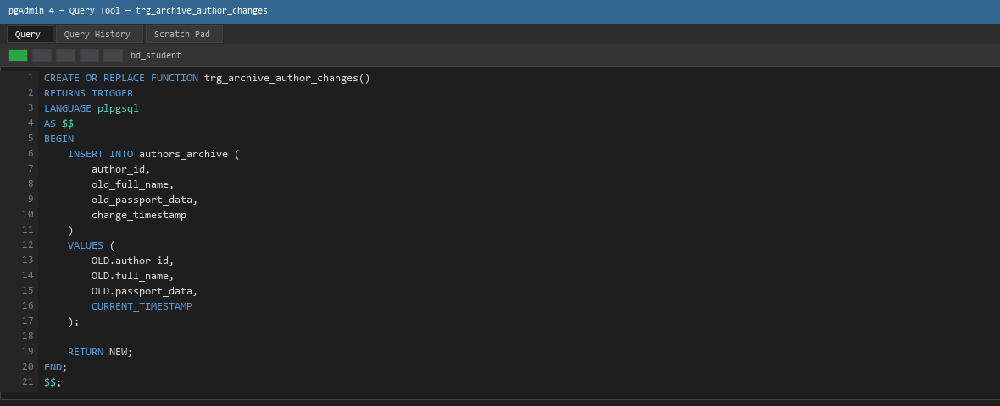 pgAdmin 4 — Query Tool — trg_archive_author_changes
Query Query History Scratch Pad
bd_student
1 CREATE OR REPLACE FUNCTION trg_archive_author_changes()
2 RETURNS TRIGGER
3 LANGUAGE plpgsql
4 AS $$
5 BEGIN
6     INSERT INTO authors_archive (
7         author_id,
8         old_full_name,
9         old_passport_data,
10         change_timestamp
11     )
12     VALUES (
13         OLD.author_id,
14         OLD.full_name,
15         OLD.passport_data,
16         CURRENT_TIMESTAMP
17     );
18
19     RETURN NEW;
20 END;
21 $$;